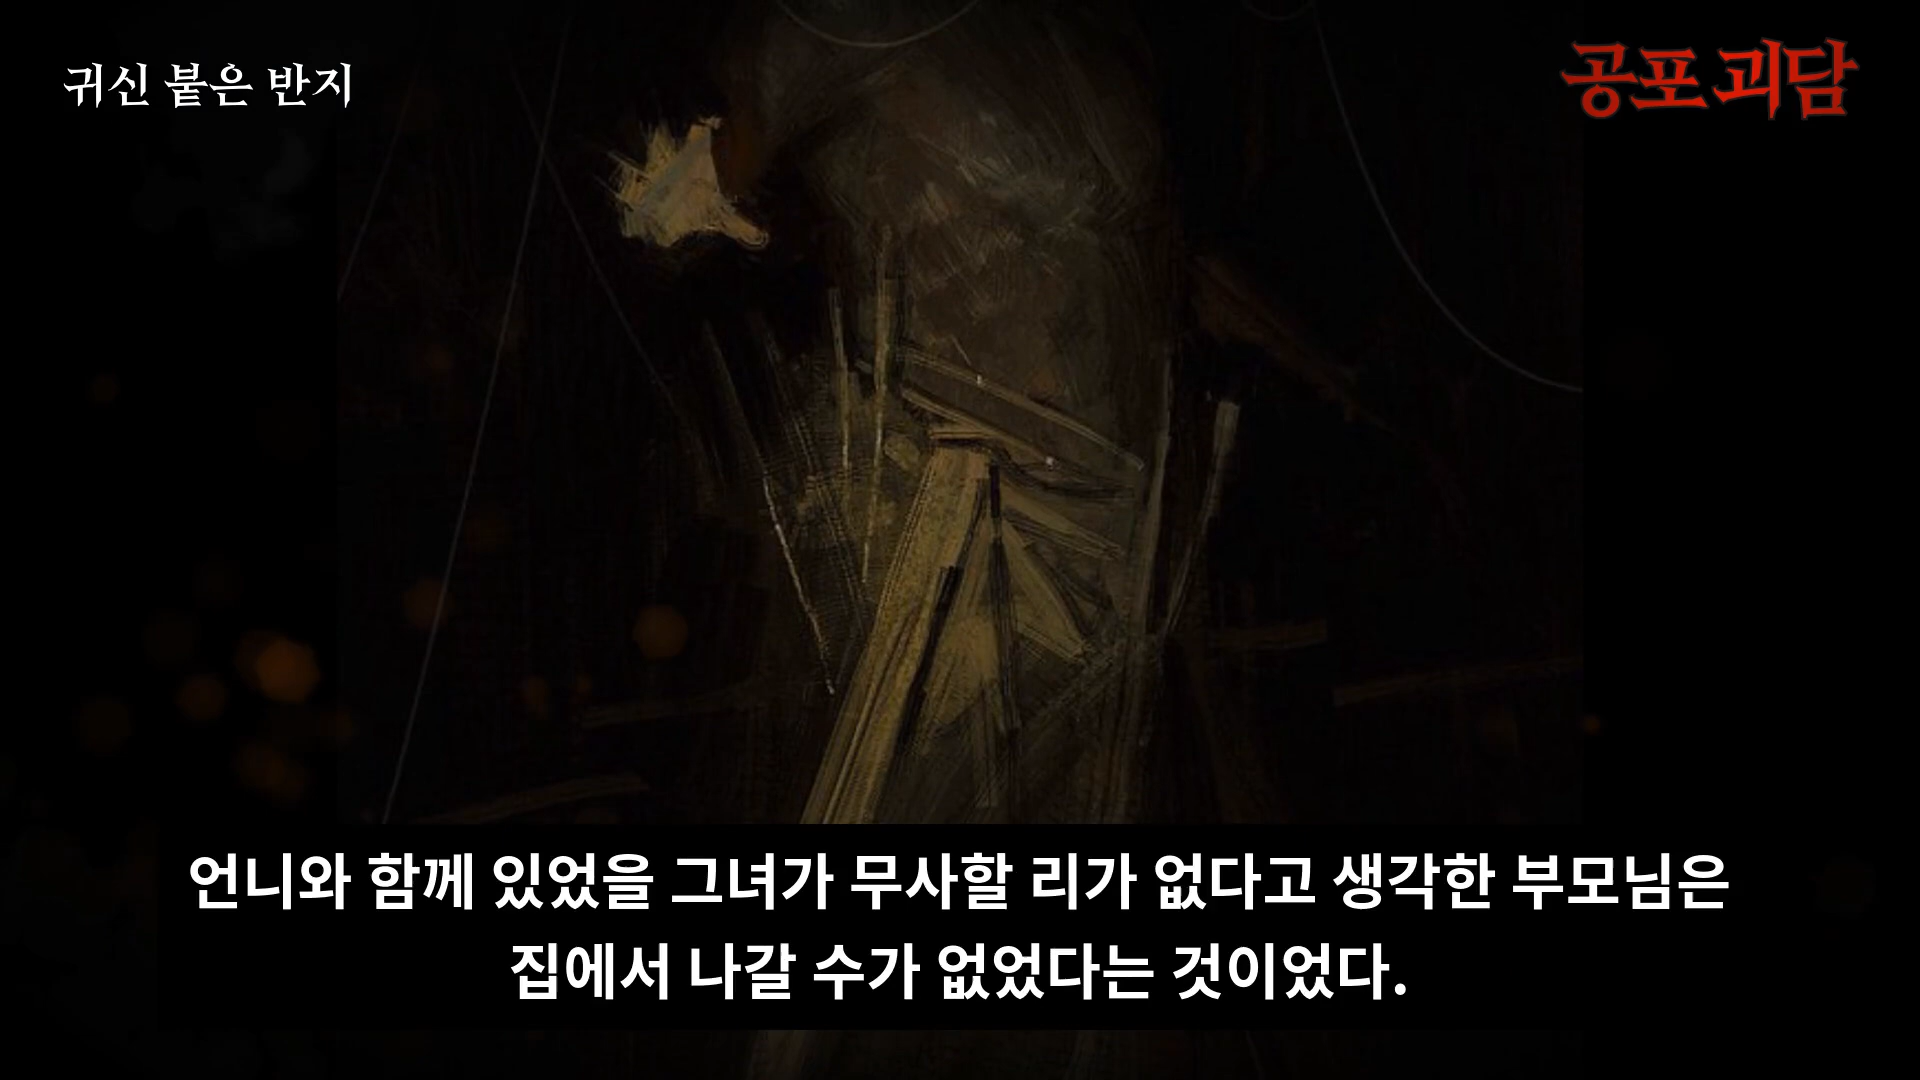 귀신 붙은 반지
공포괴담
언니와 함께 있었을 그녀가 무사할 리가 없다고 생각한 부모님은
집에서 나갈 수가 없었다는 것이었다.